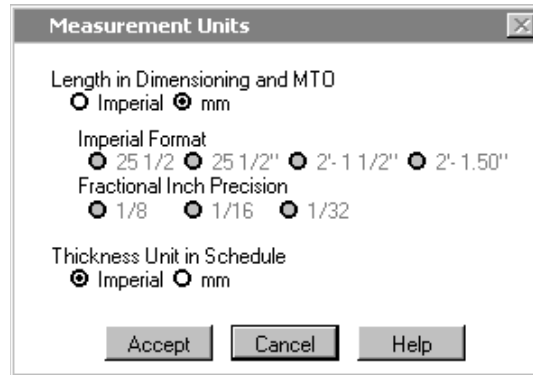 Measurement Units
Length in Dimensioning and MTO
Imperial mm
Imperial Format
25 1/2 25 1/2" 2'- 1 1/2" 2'- 1.50"
Fractional Inch Precision
1/8 1/16 1/32
Thickness Unit in Schedule
Imperial mm
Accept Cancel Help